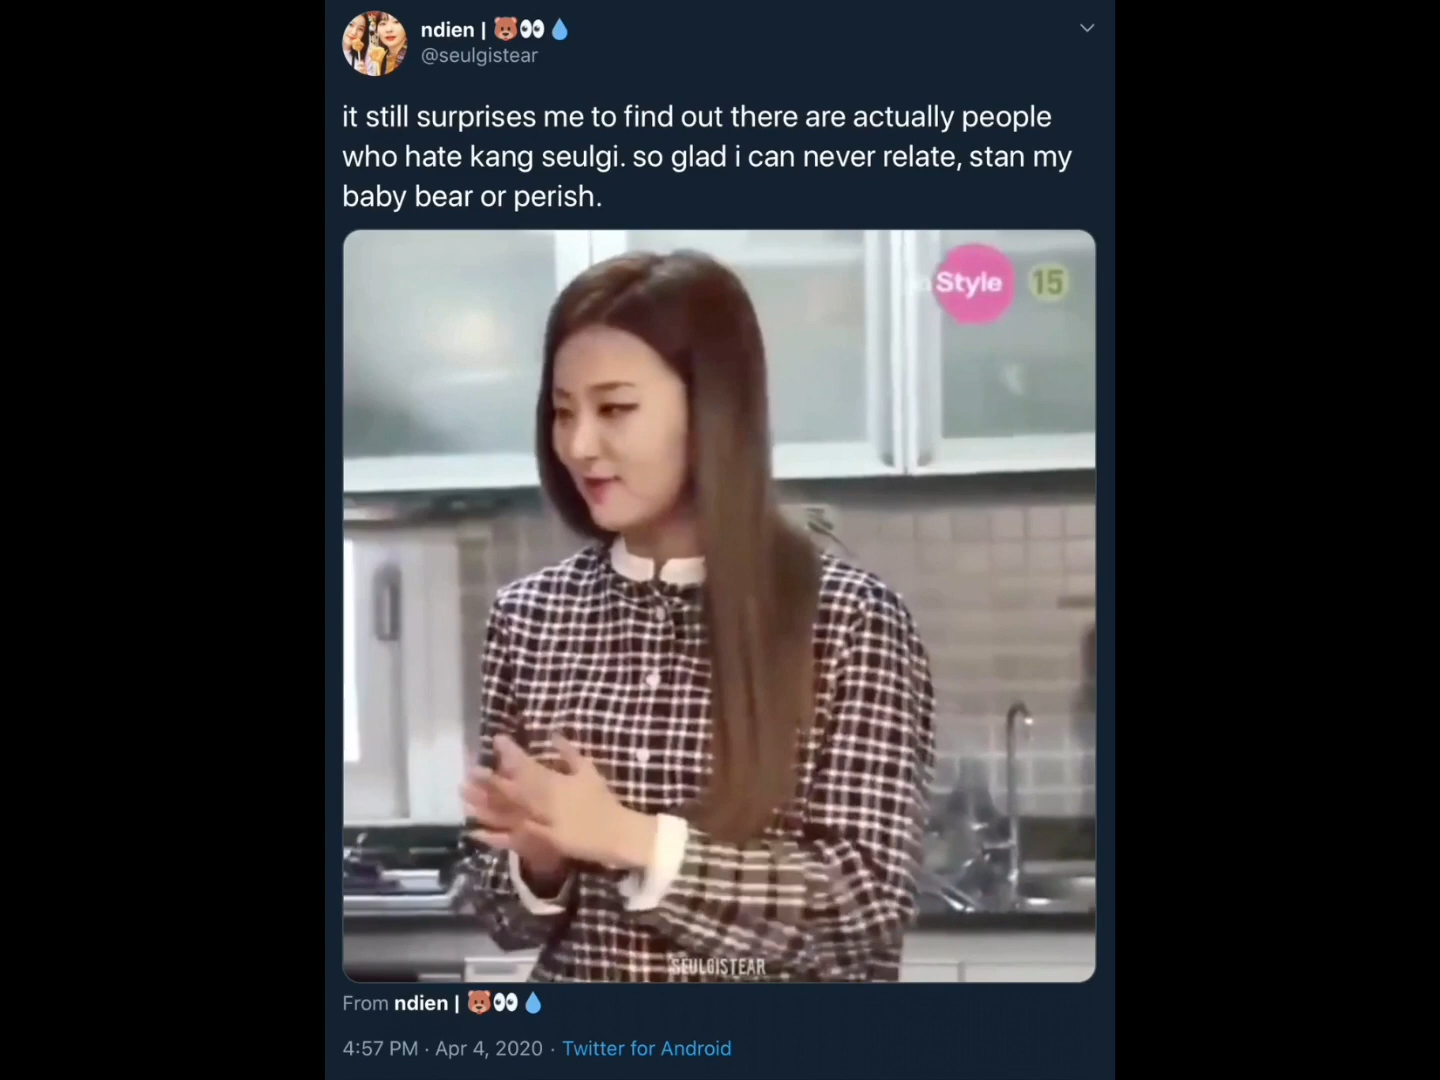 ndien | 🐻👀💧
@seulgistear
it still surprises me to find out there are actually people
who hate kang seulgi. so glad i can never relate, stan my
baby bear or perish.
Style 15
SEULGISTEAR
From ndien | 🐻👀💧
4:57 PM · Apr 4, 2020 · Twitter for Android